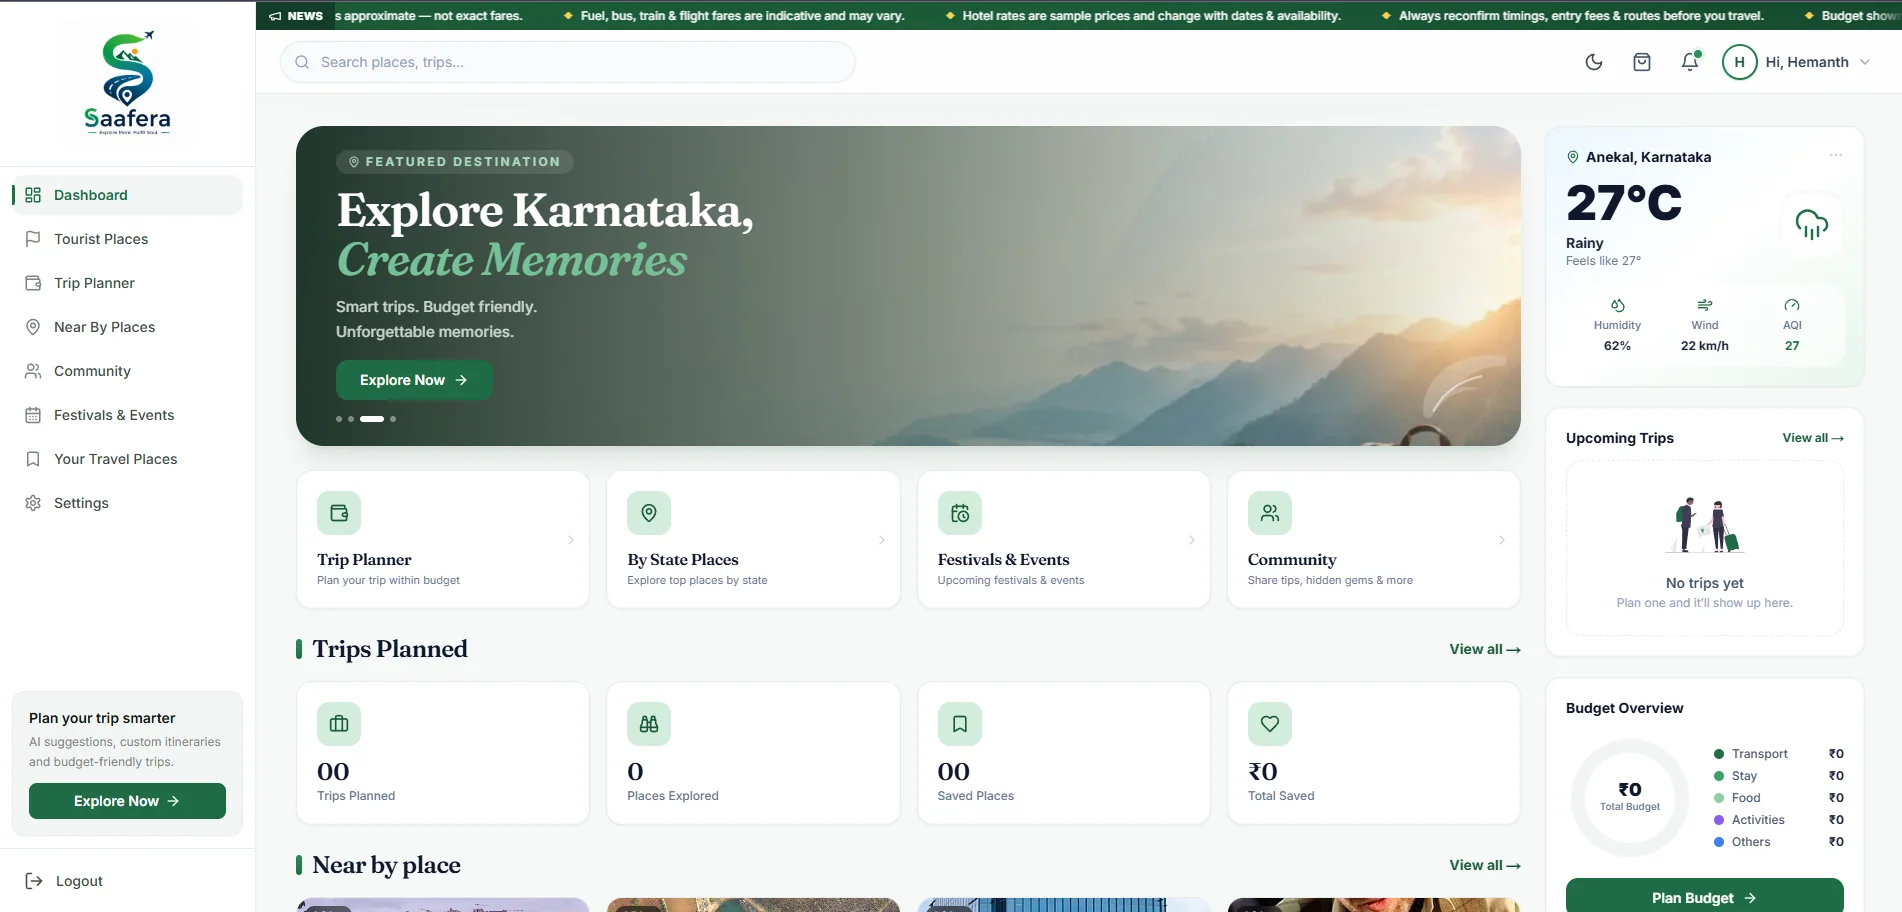 NEWS
s approximate — not exact fares.
Fuel, bus, train & flight fares are indicative and may vary.
Hotel rates are sample prices and change with dates & availability.
Always reconfirm timings, entry fees & routes before you travel.
Budget show
Saafera
Explore More. Fulfill Soul.
Search places, trips...
H
Hi, Hemanth
Dashboard
Tourist Places
Trip Planner
Near By Places
Community
Festivals & Events
Your Travel Places
Settings
Plan your trip smarter
AI suggestions, custom itineraries
and budget-friendly trips.
Explore Now →
Logout
FEATURED DESTINATION
Explore Karnataka,
Create Memories
Smart trips. Budget friendly.
Unforgettable memories.
Explore Now →
Trip Planner
Plan your trip within budget
By State Places
Explore top places by state
Festivals & Events
Upcoming festivals & events
Community
Share tips, hidden gems & more
Trips Planned
View all →
00
Trips Planned
0
Places Explored
00
Saved Places
₹0
Total Saved
Near by place
View all →
Anekal, Karnataka
27°C
Rainy
Feels like 27°
Humidity
62%
Wind
22 km/h
AQI
27
Upcoming Trips
View all →
No trips yet
Plan one and it'll show up here.
Budget Overview
₹0
Total Budget
Transport ₹0
Stay ₹0
Food ₹0
Activities ₹0
Others ₹0
Plan Budget →